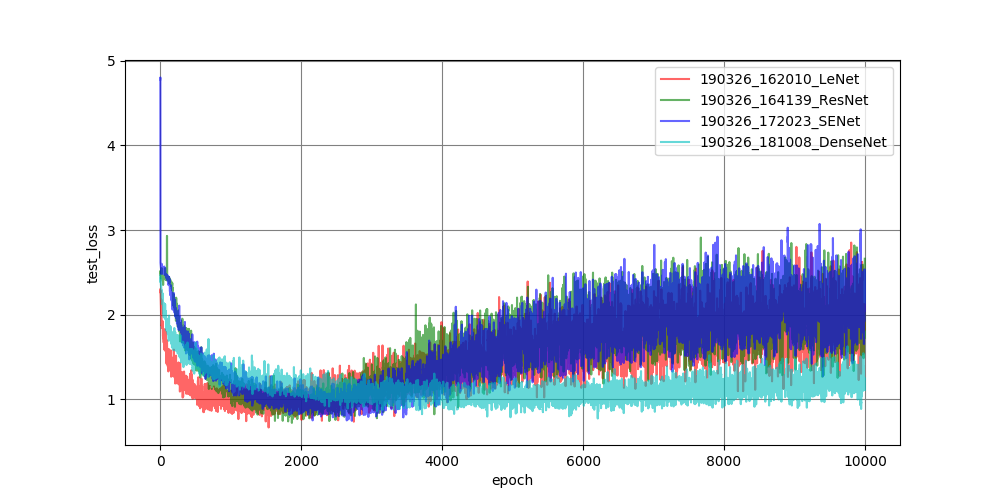 5
4
3
2
1
test_loss
0
2000
4000
6000
8000
10000
epoch
190326_162010_LeNet
190326_164139_ResNet
190326_172023_SENet
190326_181008_DenseNet